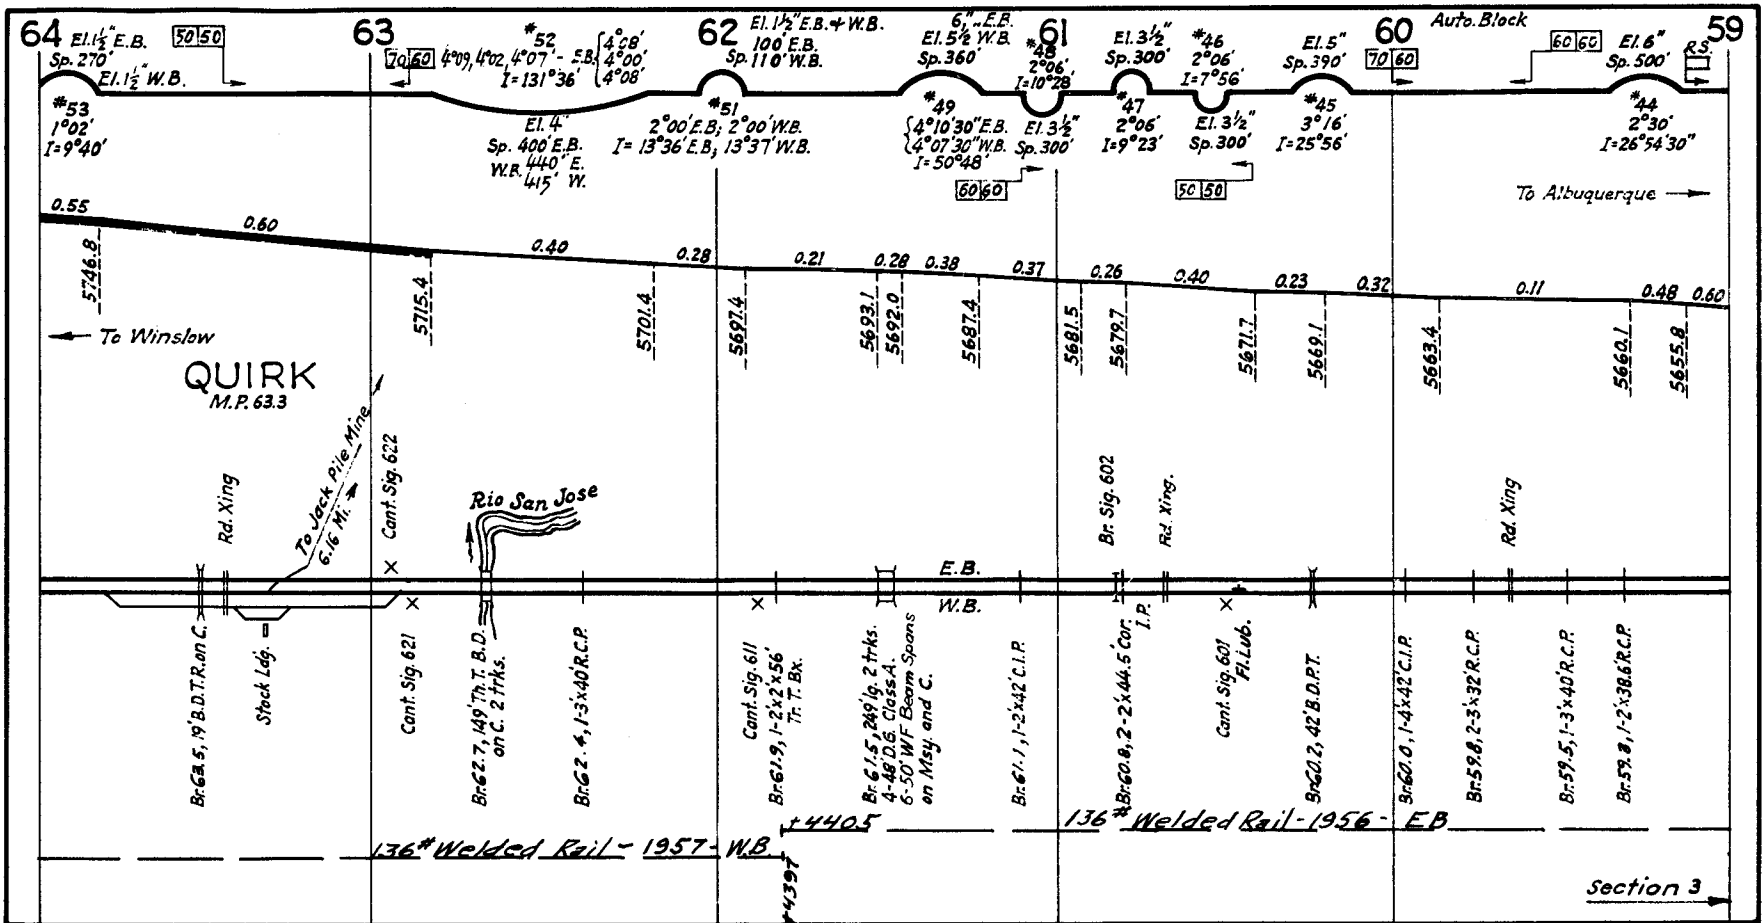 64
63
62
61
60
59
Auto. Block
El. 1½" E.B.
Sp. 270'
El. 1½" W.B.
50 50
#53
1°02'
I=9°40'
70 60
4°09, 4°02, 4°07' - E.B.
4°08'
4°00'
4°08'
#52
I=131°36'
El. 4"
Sp. 400' E.B.
W.B. 440' E.
415' W.
El. 1½" E.B. & W.B.
100' E.B.
Sp. 110' W.B.
#51
2°00' E.B; 2°00' W.B.
I= 13°36' E.B; 13°37' W.B.
6" E.B.
El. 5½" W.B.
Sp. 360'
#49
4°10'30" E.B.
4°07'30" W.B.
I=50°48'
60 60
#48
2°06'
I=10°28'
El. 3½"
Sp. 300'
El. 3½"
Sp. 300'
#47
2°06'
I=9°23'
#46
2°06'
I=7°56'
El. 3½"
Sp. 300'
50 50
El. 5"
Sp. 390'
#45
3°16'
I=25°56'
70 60
60 60
El. 6"
Sp. 500'
R.S.
#44
2°30'
I=26°54'30"
To Albuquerque
0.55
0.60
0.40
0.28
0.21
0.28
0.38
0.37
0.26
0.40
0.23
0.32
0.11
0.48
0.60
5746.8
5715.4
5701.4
5697.4
5693.1
5692.0
5687.4
5681.5
5679.7
5671.7
5669.1
5663.4
5660.1
5655.8
To Winslow
QUIRK
M.P. 63.3
Rd. Xing
To Jack Pile Mine
6.16 Mi.
Cant. Sig. 622
Rio San Jose
Br. Sig. 602
Rd. Xing.
Rd. Xing
E.B.
W.B.
Br. 63.5, 19' B.D.T.R. on C.
Stock Ldg.
Cant. Sig. 621
Br. 62.7, 149' Th. T. B.D.
on C. 2 trks.
Br. 62.4, 1-3'x40' R.C.P.
Cant. Sig. 611
Br. 61.9, 1-2'x2'x56'
Tr. T. Bx.
Br. 61.5, 249' lg. 2 trks.
4-48' D.G. Class A.
6-50' WF Beam Spans
on Msy. and C.
Br. 61.1, 1-2'x42' C.I.P.
Br. 60.8, 2-2'x44.5' Cor.
I.P.
Cant. Sig. 601
Fl. Lub.
Br. 60.2, 42' B.D.P.T.
Br. 60.0, 1-4'x42' C.I.P.
Br. 59.8, 2-3'x32' R.C.P.
Br. 59.5, 1-3'x40' R.C.P.
Br. 59.8, 1-2'x38.6' R.C.P.
+4405
136# Welded Rail - 1956 - EB
136# Welded Rail - 1957 - W.B.
+4397
Section 3